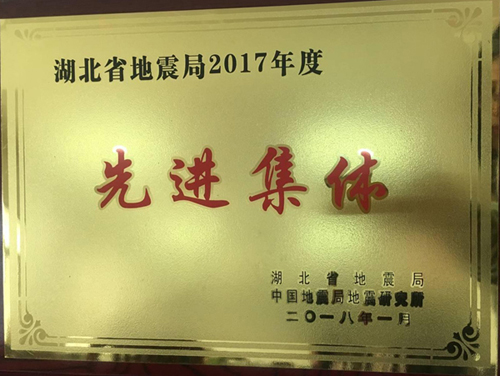 湖北省地震局2017年度
先进集体
湖北省地震局
中国地震局地震研究所
二〇一八年一月